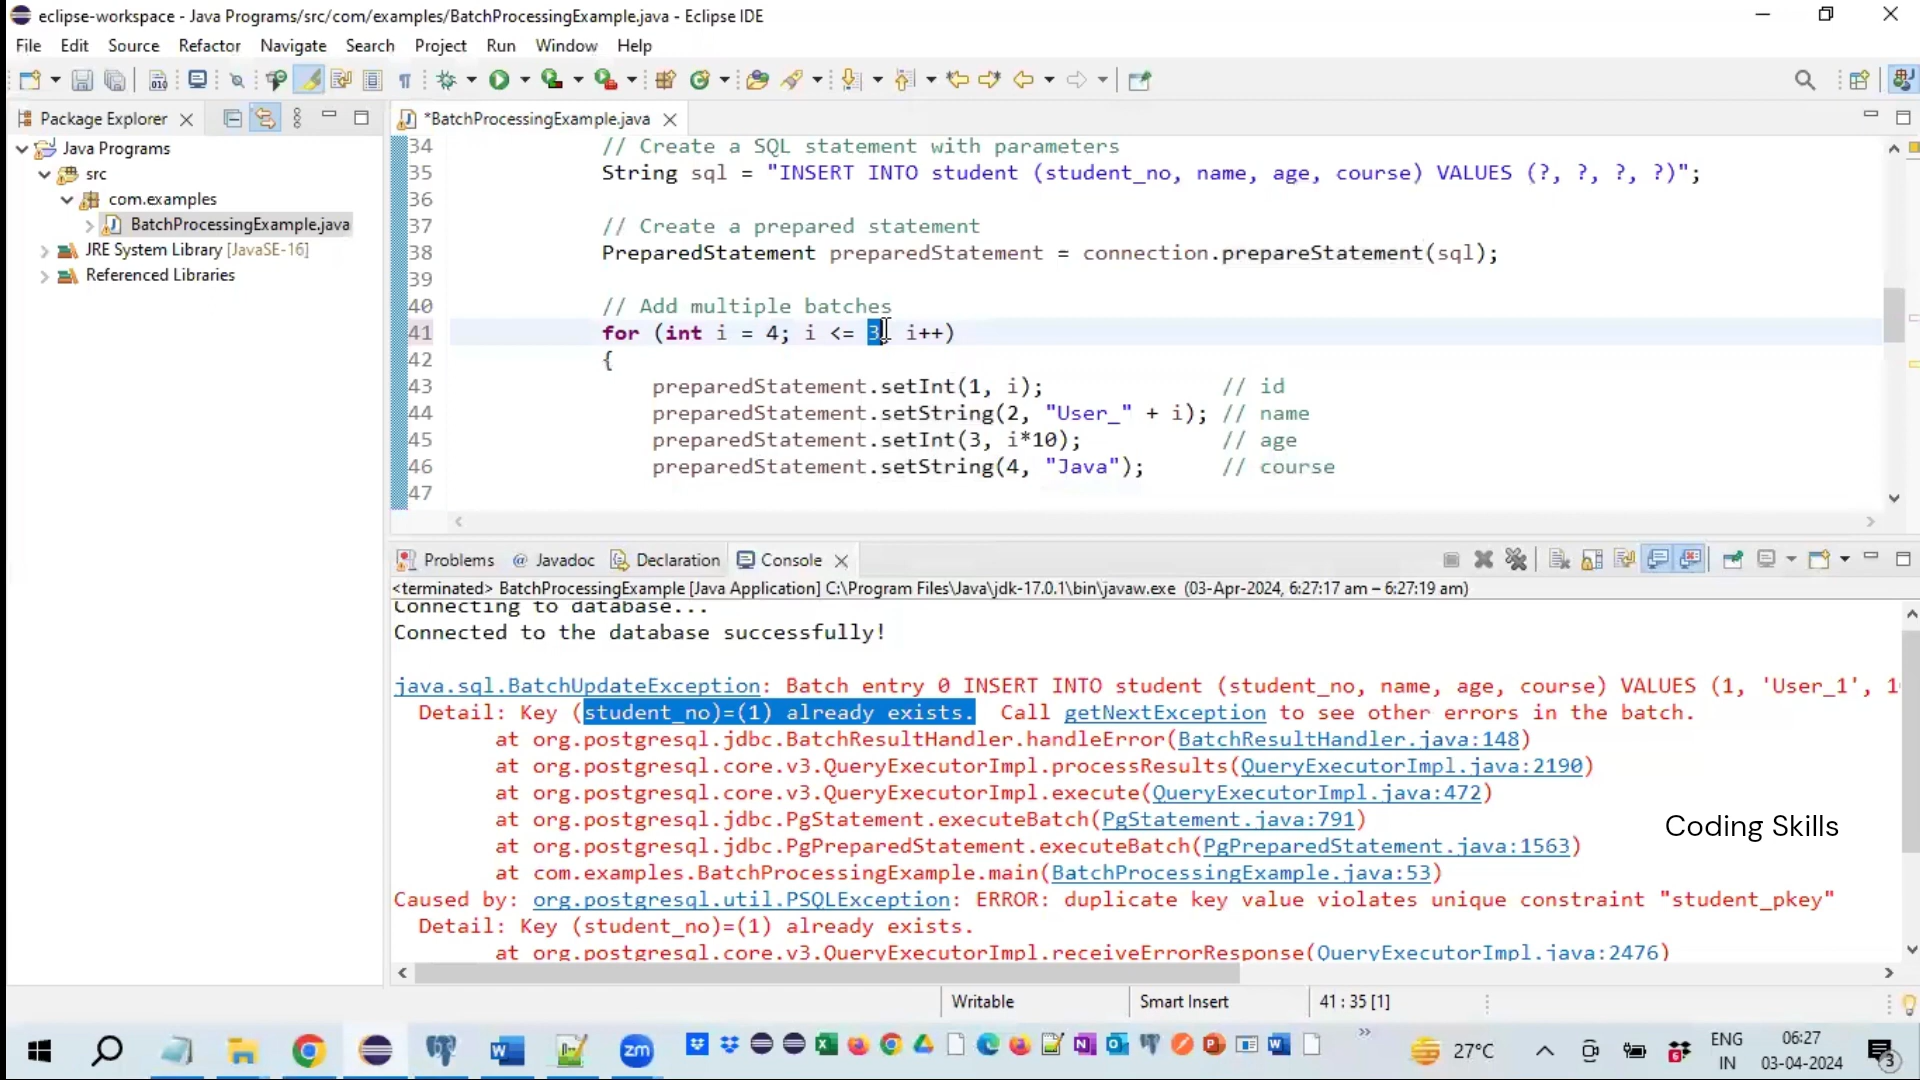 eclipse-workspace - Java Programs/src/com/examples/BatchProcessingExample.java - Eclipse IDE
File Edit Source Refactor Navigate Search Project Run Window Help
Package Explorer
*BatchProcessingExample.java
Java Programs
src
com.examples
BatchProcessingExample.java
JRE System Library [JavaSE-16]
Referenced Libraries
34 // Create a SQL statement with parameters
35 String sql = "INSERT INTO student (student_no, name, age, course) VALUES (?, ?, ?, ?)";
36
37 // Create a prepared statement
38 PreparedStatement preparedStatement = connection.prepareStatement(sql);
39
40 // Add multiple batches
41 for (int i = 4; i <= 3; i++)
42 {
43 preparedStatement.setInt(1, i); // id
44 preparedStatement.setString(2, "User_" + i); // name
45 preparedStatement.setInt(3, i*10); // age
46 preparedStatement.setString(4, "Java"); // course
47
Problems @ Javadoc Declaration Console
<terminated> BatchProcessingExample [Java Application] C:\Program Files\Java\jdk-17.0.1\bin\javaw.exe (03-Apr-2024, 6:27:17 am – 6:27:19 am)
Connecting to database...
Connected to the database successfully!
java.sql.BatchUpdateException: Batch entry 0 INSERT INTO student (student_no, name, age, course) VALUES (1, 'User_1', 1
Detail: Key (student_no)=(1) already exists. Call getNextException to see other errors in the batch.
at org.postgresql.jdbc.BatchResultHandler.handleError(BatchResultHandler.java:148)
at org.postgresql.core.v3.QueryExecutorImpl.processResults(QueryExecutorImpl.java:2190)
at org.postgresql.core.v3.QueryExecutorImpl.execute(QueryExecutorImpl.java:472)
at org.postgresql.jdbc.PgStatement.executeBatch(PgStatement.java:791)
at org.postgresql.jdbc.PgPreparedStatement.executeBatch(PgPreparedStatement.java:1563)
at com.examples.BatchProcessingExample.main(BatchProcessingExample.java:53)
Caused by: org.postgresql.util.PSQLException: ERROR: duplicate key value violates unique constraint "student_pkey"
Detail: Key (student_no)=(1) already exists.
at org.postgresql.core.v3.QueryExecutorImpl.receiveErrorResponse(QueryExecutorImpl.java:2476)
Coding Skills
Writable Smart Insert 41 : 35 [1]
zm
27°C
ENG
IN
06:27
03-04-2024
3